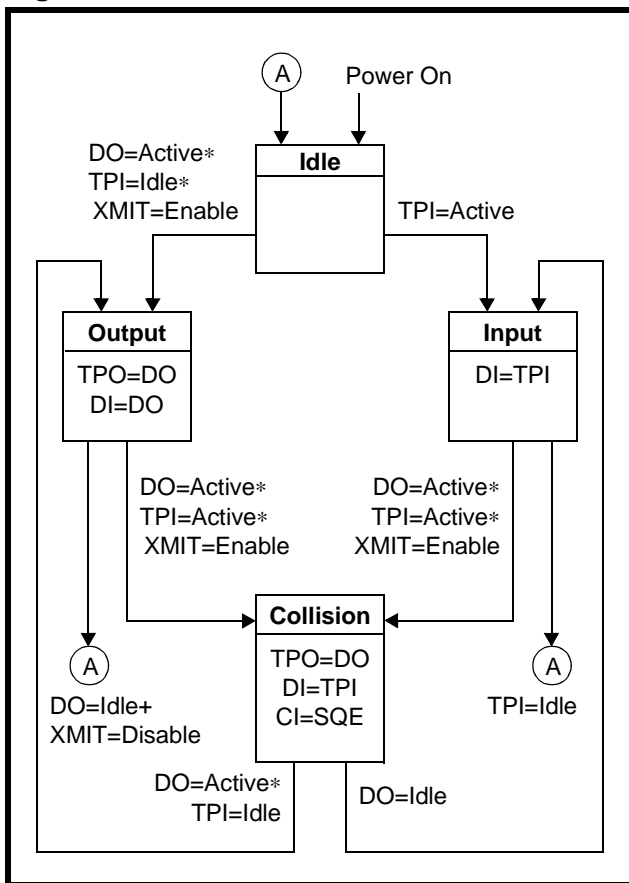 A
Power On
Idle
DO=Active*
TPI=Idle*
XMIT=Enable
TPI=Active
Output
TPO=DO
DI=DO
Input
DI=TPI
DO=Active*
TPI=Active*
XMIT=Enable
DO=Active*
TPI=Active*
XMIT=Enable
Collision
TPO=DO
DI=TPI
CI=SQE
A
DO=Idle+
XMIT=Disable
A
TPI=Idle
DO=Active*
TPI=Idle
DO=Idle